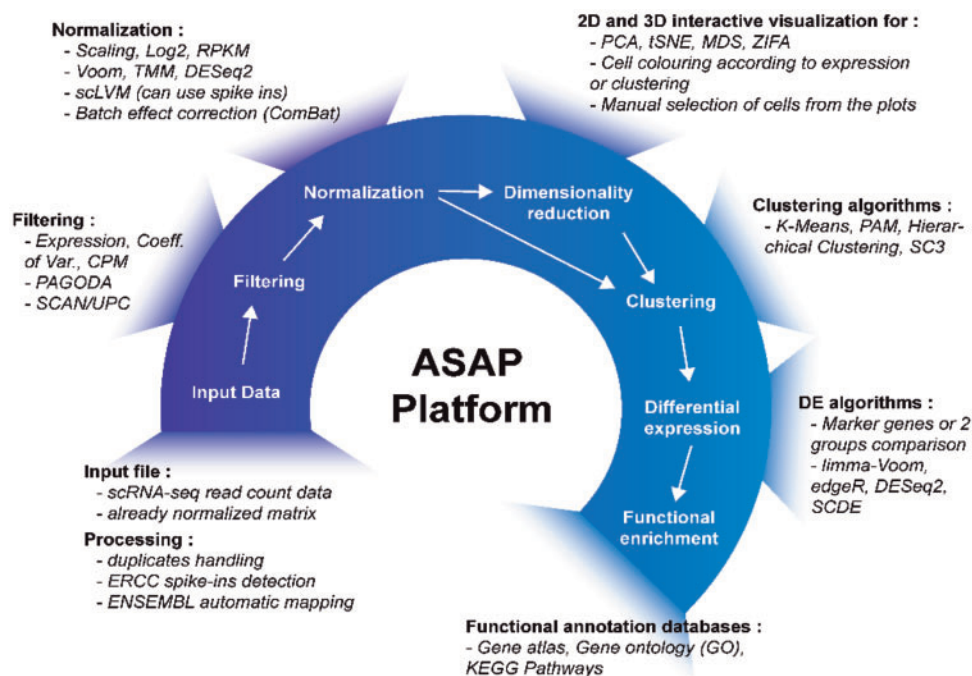 Normalization :
- Scaling, Log2, RPKM
- Voom, TMM, DESeq2
- scLVM (can use spike ins)
- Batch effect correction (ComBat)
2D and 3D interactive visualization for :
- PCA, tSNE, MDS, ZIFA
- Cell colouring according to expression
or clustering
- Manual selection of cells from the plots
Filtering :
- Expression, Coeff.
of Var., CPM
- PAGODA
- SCAN/UPC
Clustering algorithms :
- K-Means, PAM, Hierar-
chical Clustering, SC3
Normalization
Dimensionality
reduction
Filtering
Clustering
Input Data
ASAP
Platform
Differential
expression
Functional
enrichment
DE algorithms :
- Marker genes or 2
groups comparison
- limma-Voom,
edgeR, DESeq2,
SCDE
Input file :
- scRNA-seq read count data
- already normalized matrix
Processing :
- duplicates handling
- ERCC spike-ins detection
- ENSEMBL automatic mapping
Functional annotation databases :
- Gene atlas, Gene ontology (GO),
KEGG Pathways